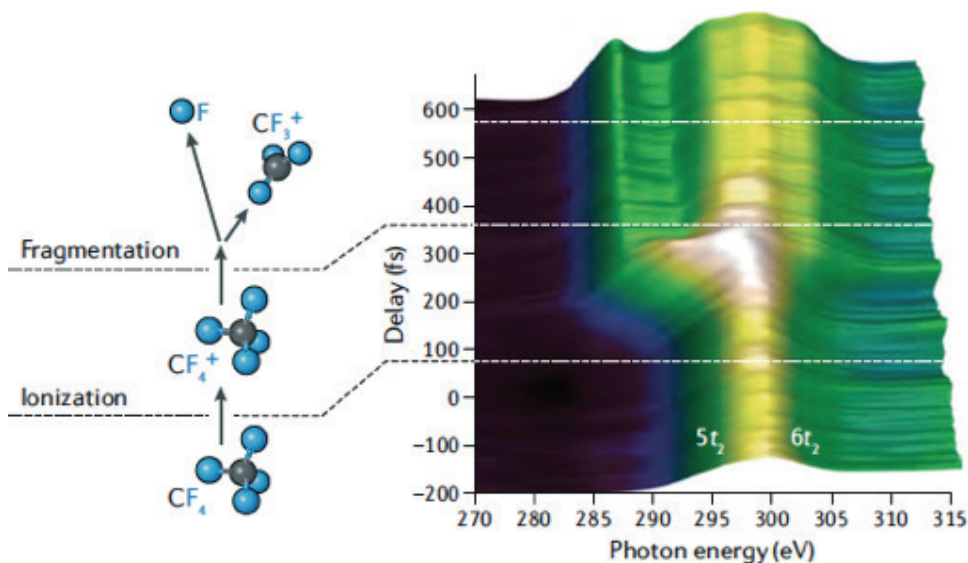 F
CF₃⁺
Fragmentation
CF₄⁺
Ionization
CF₄
Delay (fs)
600
500
400
300
200
100
0
−100
−200
5t₂
6t₂
270 280 285 290 295 300 305 310 315
Photon energy (eV)